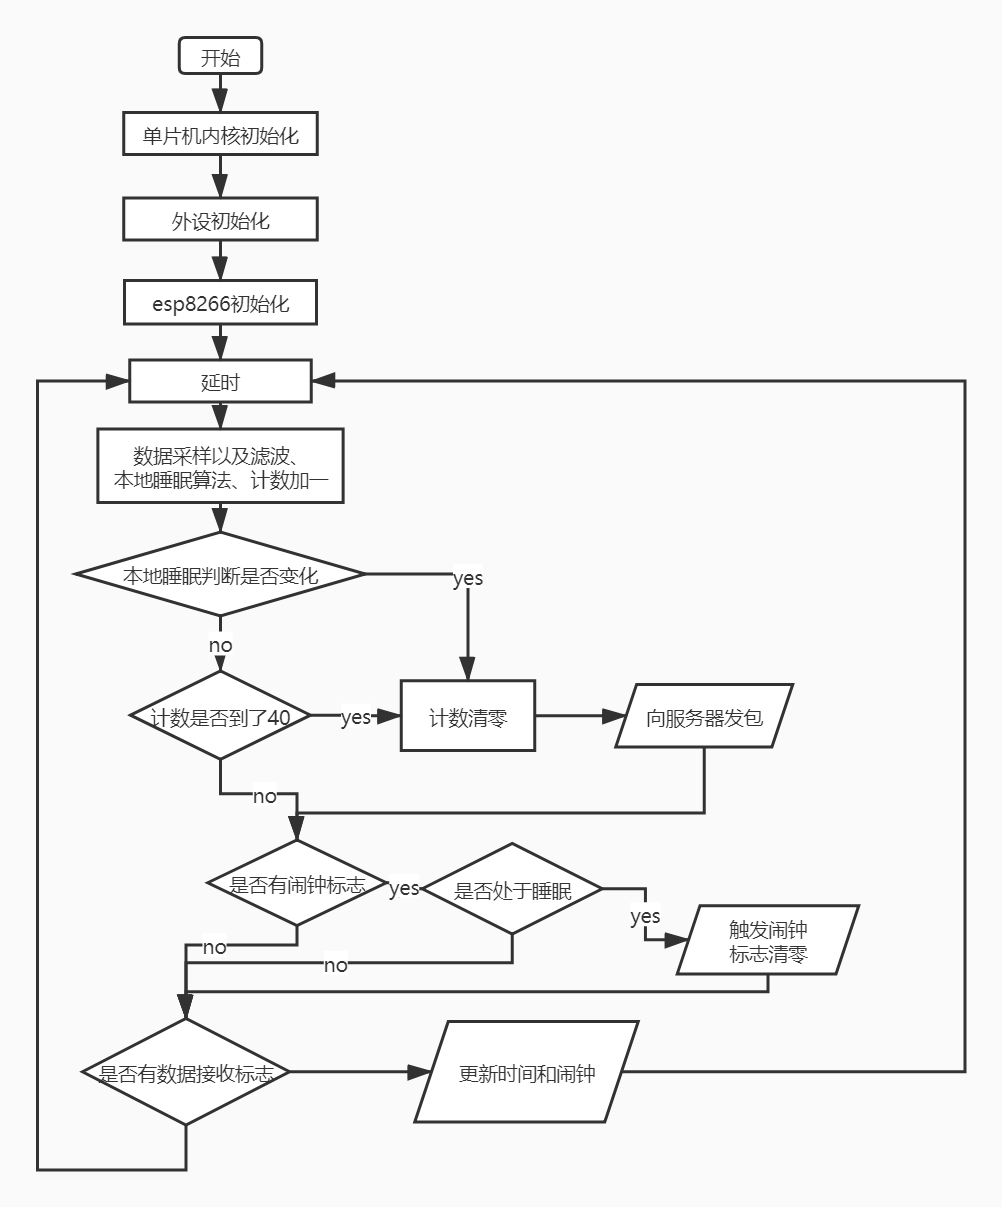 开始
单片机内核初始化
外设初始化
esp8266初始化
延时
数据采样以及滤波、
本地睡眠算法、计数加一
本地睡眠判断是否变化
yes
no
计数是否到了40
yes
计数清零
向服务器发包
no
是否有闹钟标志
yes
是否处于睡眠
yes
触发闹钟
标志清零
no
no
是否有数据接收标志
更新时间和闹钟